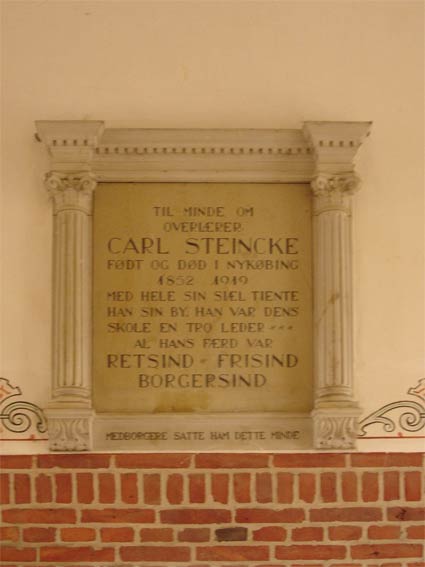 TIL MINDE OM
OVERLÆRER
CARL STEINCKE
FØDT OG DØD I NYKØBING
1852 1919
MED HELE SIN SIÆL TIENTE
HAN SIN BY. HAN VAR DENS
SKOLE EN TRO LEDER
AL HANS FÆRD VAR
RETSIND - FRISIND
BORGERSIND
MEDBORGERE SATTE HAM DETTE MINDE